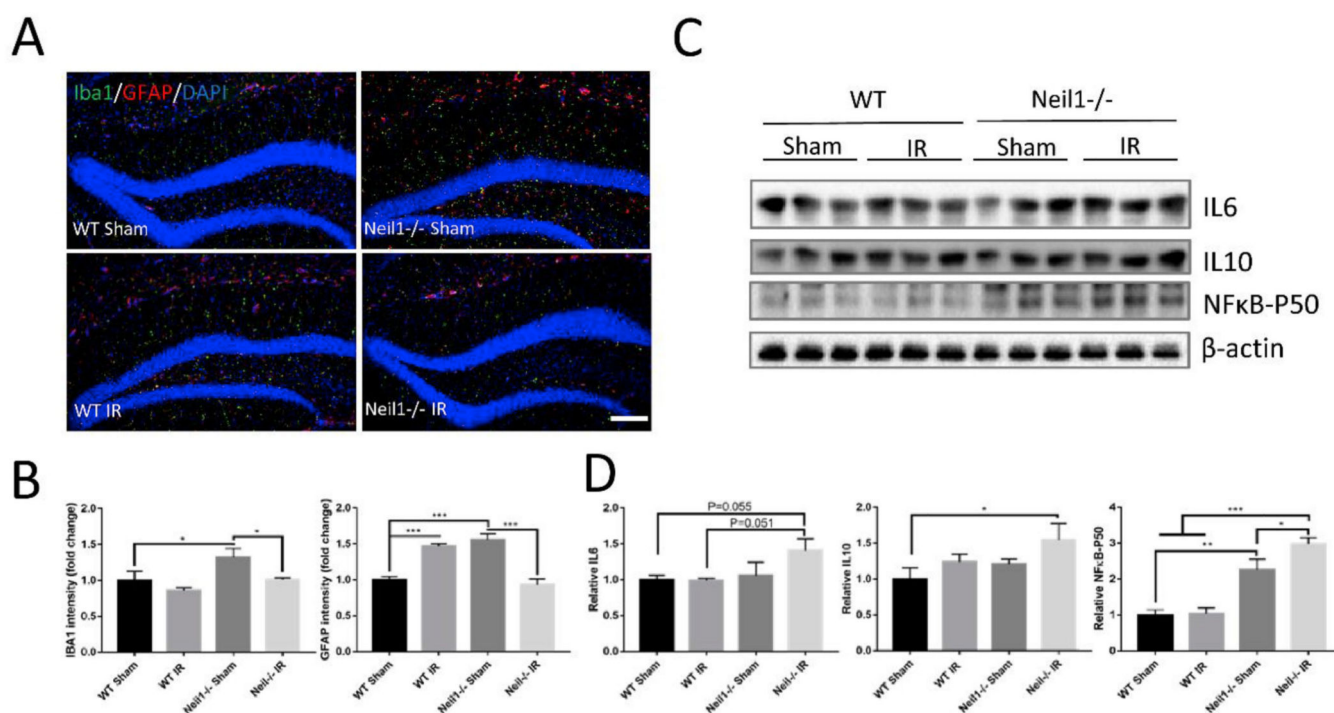 A
Iba1/GFAP/DAPI
WT Sham
Neil1-/- Sham
WT IR
Neil1-/- IR
C
WT Neil1-/-
Sham IR Sham IR
IL6
IL10
NFκB-P50
β-actin
B
IBA1 intensity (fold change)
2.0
1.5
1.0
0.5
0.0
* *
WT Sham
WT IR
Neil1-/- Sham
Neil-/- IR
GFAP intensity (fold change)
2.0
1.5
1.0
0.5
0.0
***
*** ***
WT Sham
WT IR
Neil1-/- Sham
Neil-/- IR
D
Relative IL6
2.0
1.5
1.0
0.5
0.0
P=0.055
P=0.051
WT Sham
WT IR
Neil1-/- Sham
Neil-/- IR
Relative IL10
2.0
1.5
1.0
0.5
0.0
*
WT Sham
WT IR
Neil1-/- Sham
Neil-/- IR
Relative NFκB-P50
4
3
2
1
0
***
** *
WT Sham
WT IR
Neil1-/- Sham
Neil-/- IR